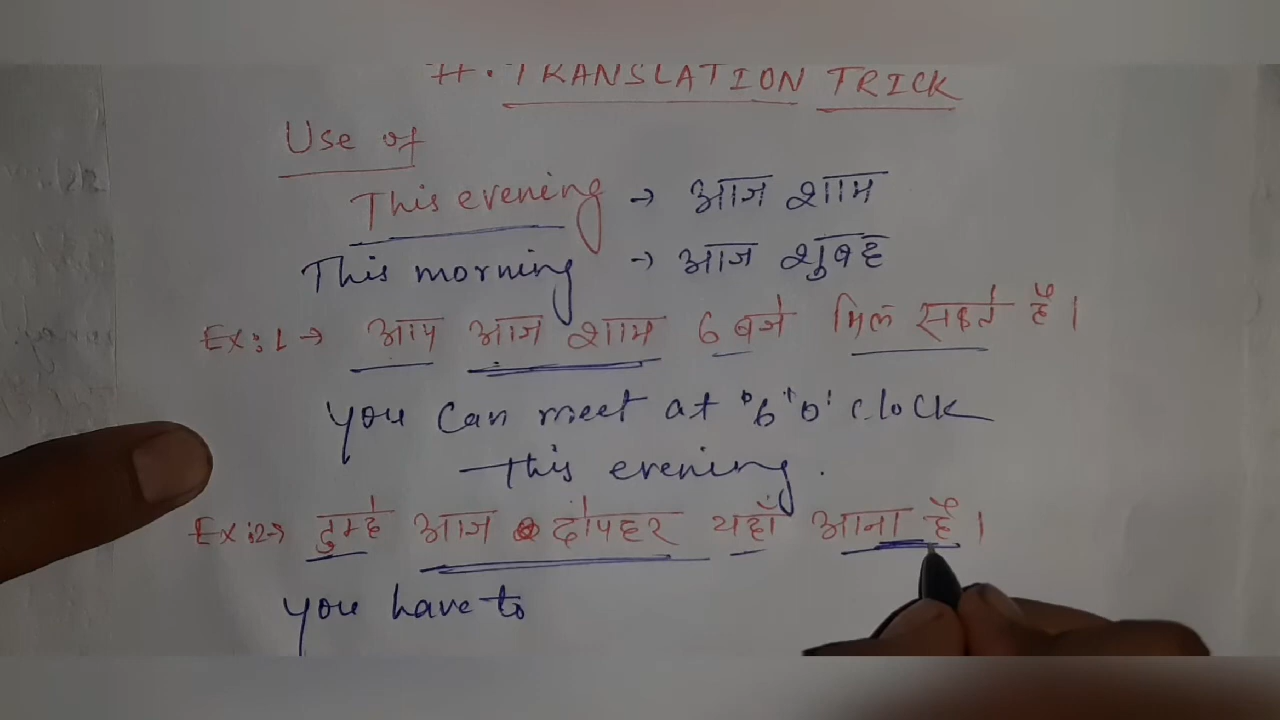 #. TRANSLATION TRICK
Use of
This evening → आज शाम
This morning → आज शुबह
Ex:1→ आप आज शाम 6 बजे मिल सकते है।
you can meet at "6" o'clock
This evening.
Ex:2→ तुम्हे आज दोपहर यहाँ आना है।
you have to